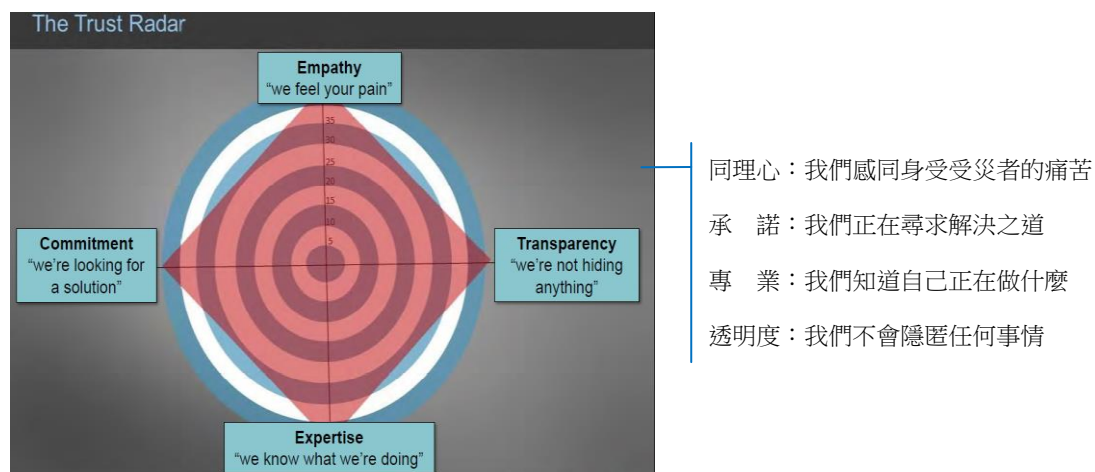 The Trust Radar
Empathy
“we feel your pain”
35
30
25
20
15
10
5
Commitment
“we’re looking for
a solution”
Transparency
“we’re not hiding
anything”
Expertise
“we know what we’re doing”
同理心：我們感同身受受災者的痛苦
承　諾：我們正在尋求解決之道
專　業：我們知道自己正在做什麼
透明度：我們不會隱匿任何事情